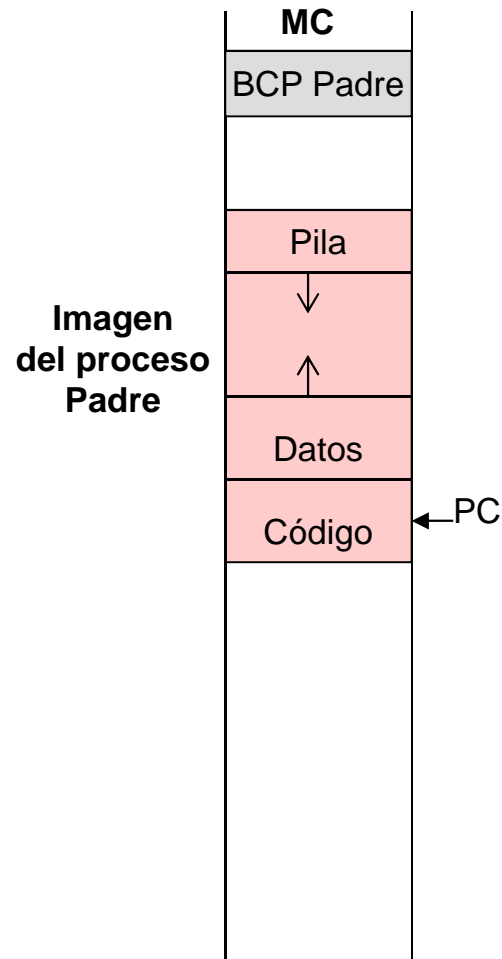 MC
BCP Padre
Pila
Imagen
del proceso
Padre
Datos
Código
PC